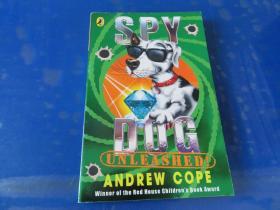 SPY
DOG
UNLEASHED!
ANDREW COPE
Winner of the Red House Children's Book Award